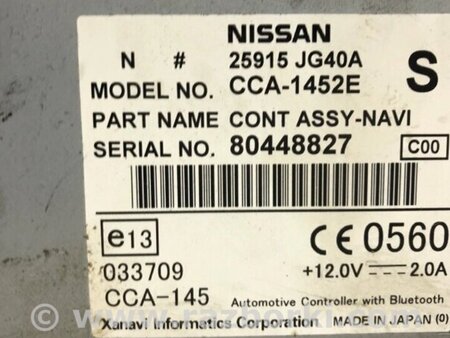 NISSAN
N # 25915 JG40A S
MODEL NO. CCA-1452E
PART NAME CONT ASSY-NAVI
SERIAL NO. 80448827 C00
e13 CE 0560
033709 +12.0V 2.0A
CCA-145 Automotive Controller with Bluetooth
Xanavi Informatics Corporation MADE IN JAPAN (0)